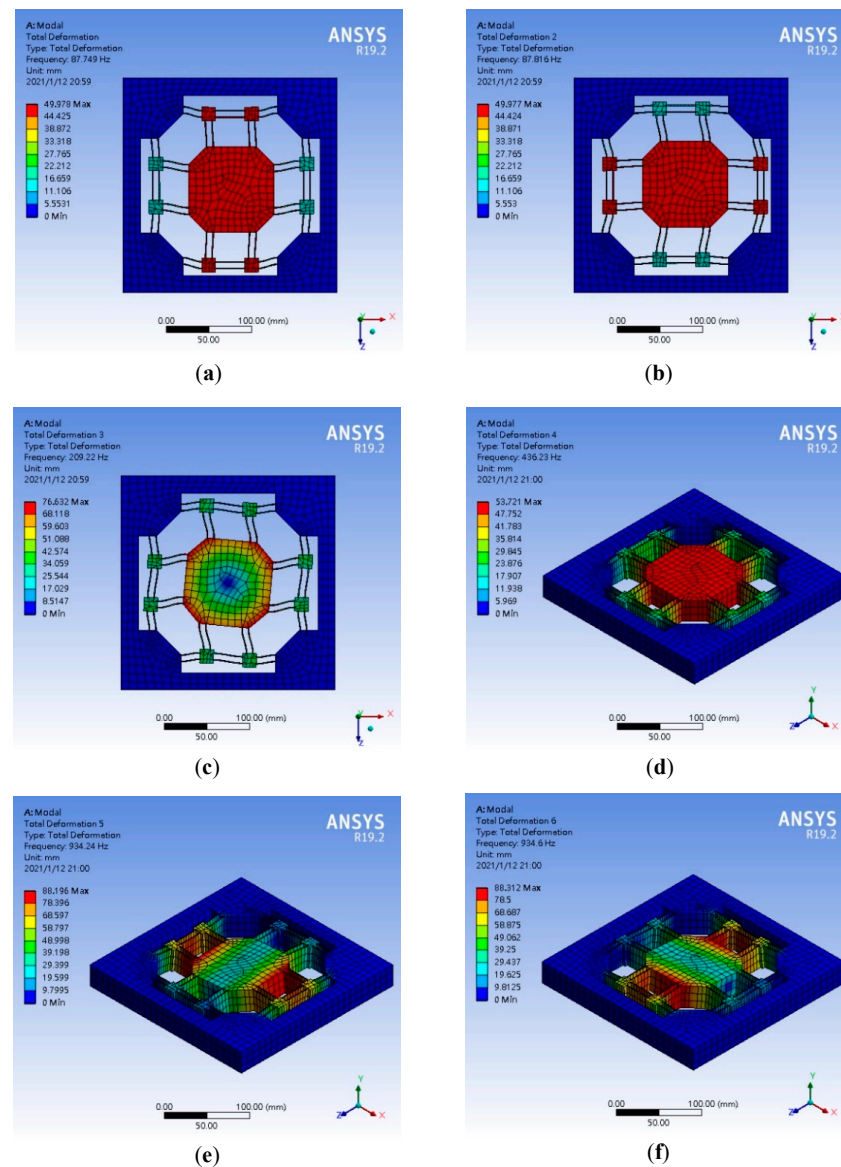 A: Modal
Total Deformation
Type: Total Deformation
Frequency: 87.749 Hz
Unit: mm
2021/1/12 20:59
49.978 Max
44.425
38.872
33.318
27.765
22.212
16.659
11.106
5.5531
0 Min
ANSYS
R19.2
0.00
100.00 (mm)
50.00
Y
X
Z
(a)
A: Modal
Total Deformation 2
Type: Total Deformation
Frequency: 87.816 Hz
Unit: mm
2021/1/12 20:59
49.977 Max
44.424
38.871
33.318
27.765
22.212
16.659
11.106
5.553
0 Min
ANSYS
R19.2
0.00
100.00 (mm)
50.00
Y
X
Z
(b)
A: Modal
Total Deformation 3
Type: Total Deformation
Frequency: 209.22 Hz
Unit: mm
2021/1/12 20:59
76.632 Max
68.118
59.603
51.088
42.574
34.059
25.544
17.029
8.5147
0 Min
ANSYS
R19.2
0.00
100.00 (mm)
50.00
Y
X
Z
(c)
A: Modal
Total Deformation 4
Type: Total Deformation
Frequency: 436.23 Hz
Unit: mm
2021/1/12 21:00
53.721 Max
47.752
41.783
35.814
29.845
23.876
17.907
11.938
5.969
0 Min
ANSYS
R19.2
0.00
100.00 (mm)
50.00
Y
Z
X
(d)
A: Modal
Total Deformation 5
Type: Total Deformation
Frequency: 934.24 Hz
Unit: mm
2021/1/12 21:00
88.196 Max
78.396
68.597
58.797
48.998
39.198
29.399
19.599
9.7995
0 Min
ANSYS
R19.2
0.00
100.00 (mm)
50.00
Y
Z
X
(e)
A: Modal
Total Deformation 6
Type: Total Deformation
Frequency: 934.6 Hz
Unit: mm
2021/1/12 21:00
88.312 Max
78.5
68.687
58.875
49.062
39.25
29.437
19.625
9.8125
0 Min
ANSYS
R19.2
0.00
100.00 (mm)
50.00
Y
Z
X
(f)